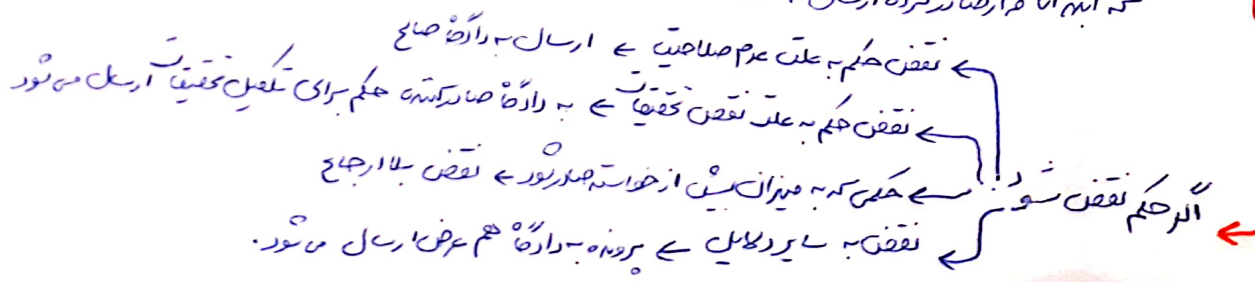 که این
نقض حکم به علت عدم صلاحیت ← ارسال به دادگاه صالح
نقض حکم به علت نقص تحقیقات ← به دادگاه صادرکننده حکم برای تکمیل تحقیقات ارسال می‌شود
اگر حکم نقض شود:
حکمی که به میزان بیش از خواسته صادر شود ← نقض بلاارجاع
نقض به سایر دلایل ← پرونده به دادگاه هم عرض ارسال می‌شود.